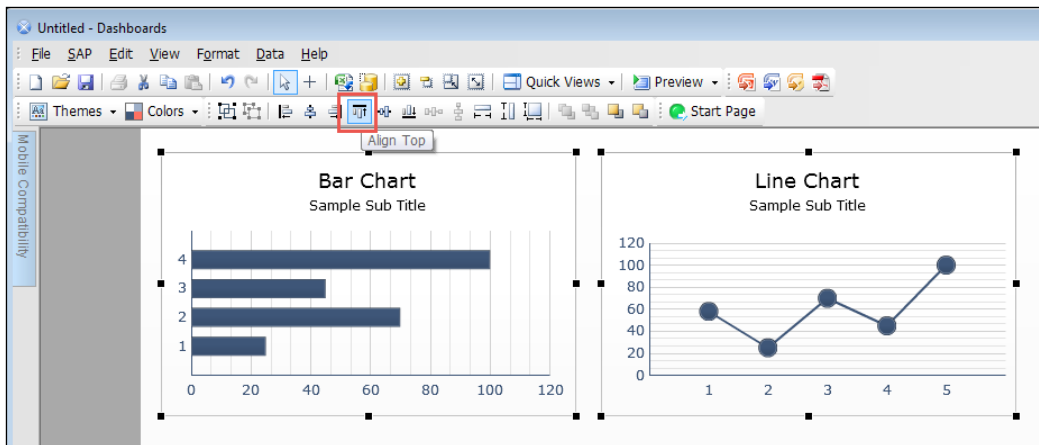 Untitled - Dashboards
File SAP Edit View Format Data Help
Quick Views Preview
Themes Colors Start Page
Align Top
Mobile Compatibility
Bar Chart
Sample Sub Title
4
3
2
1
0 20 40 60 80 100 120
Line Chart
Sample Sub Title
120
100
80
60
40
20
0
1 2 3 4 5